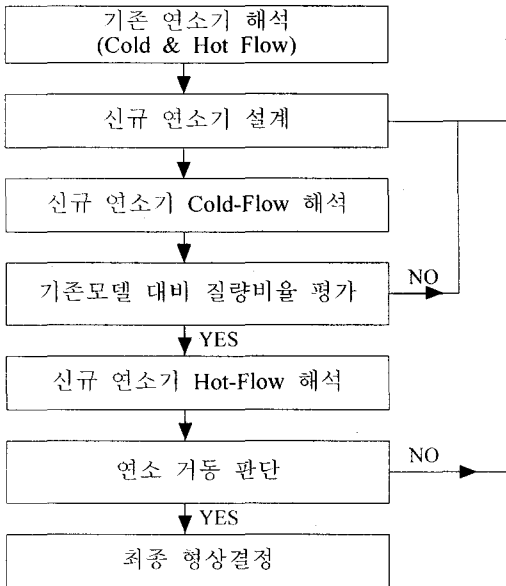 기존 연소기 해석
(Cold & Hot Flow)
신규 연소기 설계
신규 연소기 Cold-Flow 해석
기존모델 대비 질량비율 평가
NO
YES
신규 연소기 Hot-Flow 해석
연소 거동 판단
NO
YES
최종 형상결정